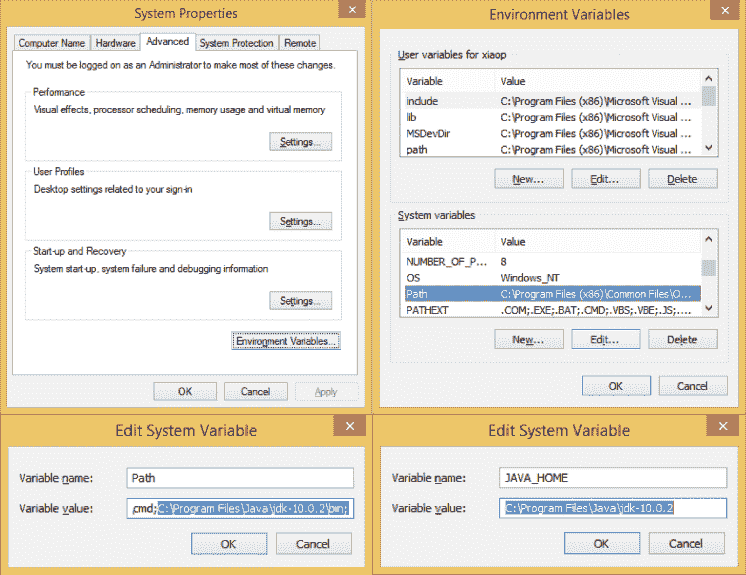 System Properties
Computer Name Hardware Advanced System Protection Remote
You must be logged on as an Administrator to make most of these changes.
Performance
Visual effects, processor scheduling, memory usage and virtual memory
Settings...
User Profiles
Desktop settings related to your sign-in
Settings...
Start-up and Recovery
System start-up, system failure and debugging information
Settings...
Environment Variables...
OK Cancel Apply
Environment Variables
User variables for xiaop
Variable Value
include C:\Program Files (x86)\Microsoft Visual ...
lib C:\Program Files (x86)\Microsoft Visual ...
MSDevDir C:\Program Files (x86)\Microsoft Visual ...
path C:\Program Files (x86)\Microsoft Visual ...
New... Edit... Delete
System variables
Variable Value
NUMBER_OF_P... 8
OS Windows_NT
Path C:\Program Files (x86)\Common Files\O...
PATHEXT .COM;.EXE;.BAT;.CMD;.VBS;.VBE;.JS;....
New... Edit... Delete
OK Cancel
Edit System Variable
Variable name: Path
Variable value: .cmd;C:\Program Files\Java\jdk-10.0.2\bin;
OK Cancel
Edit System Variable
Variable name: JAVA_HOME
Variable value: C:\Program Files\Java\jdk-10.0.2
OK Cancel